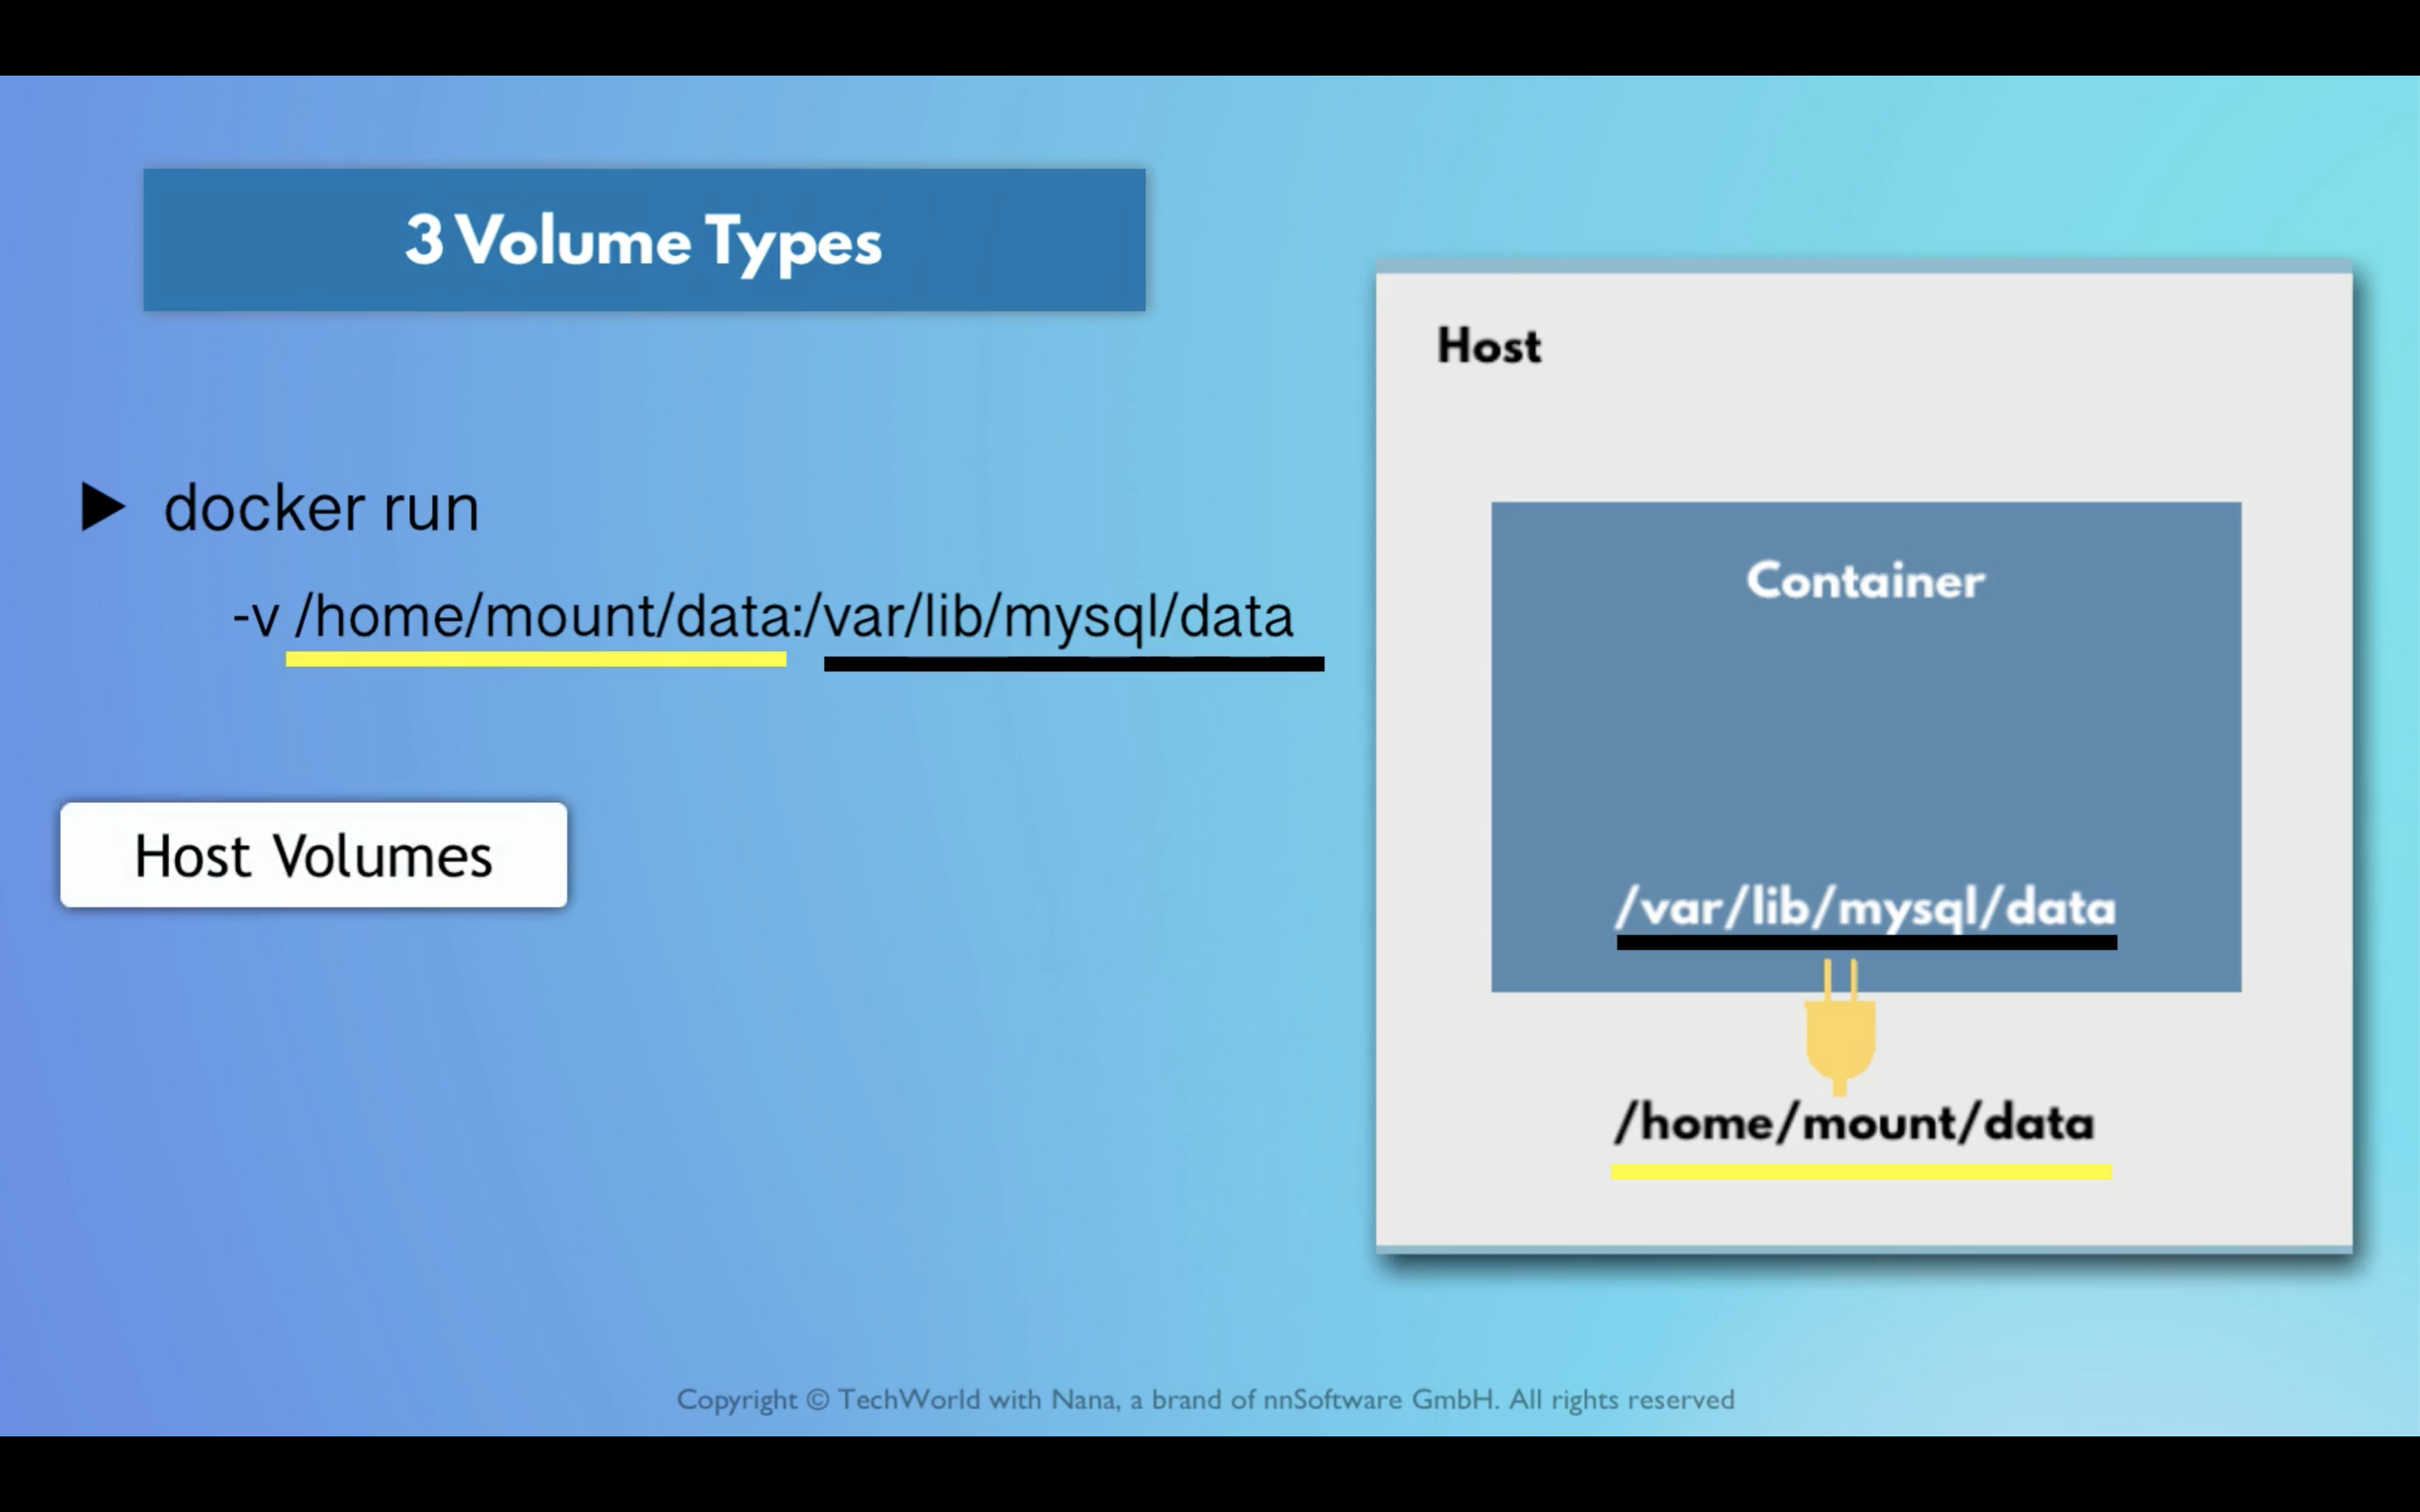 3 Volume Types
docker run
-v /home/mount/data:/var/lib/mysql/data
Host Volumes
Host
Container
/var/lib/mysql/data
/home/mount/data
Copyright © TechWorld with Nana, a brand of nnSoftware GmbH. All rights reserved